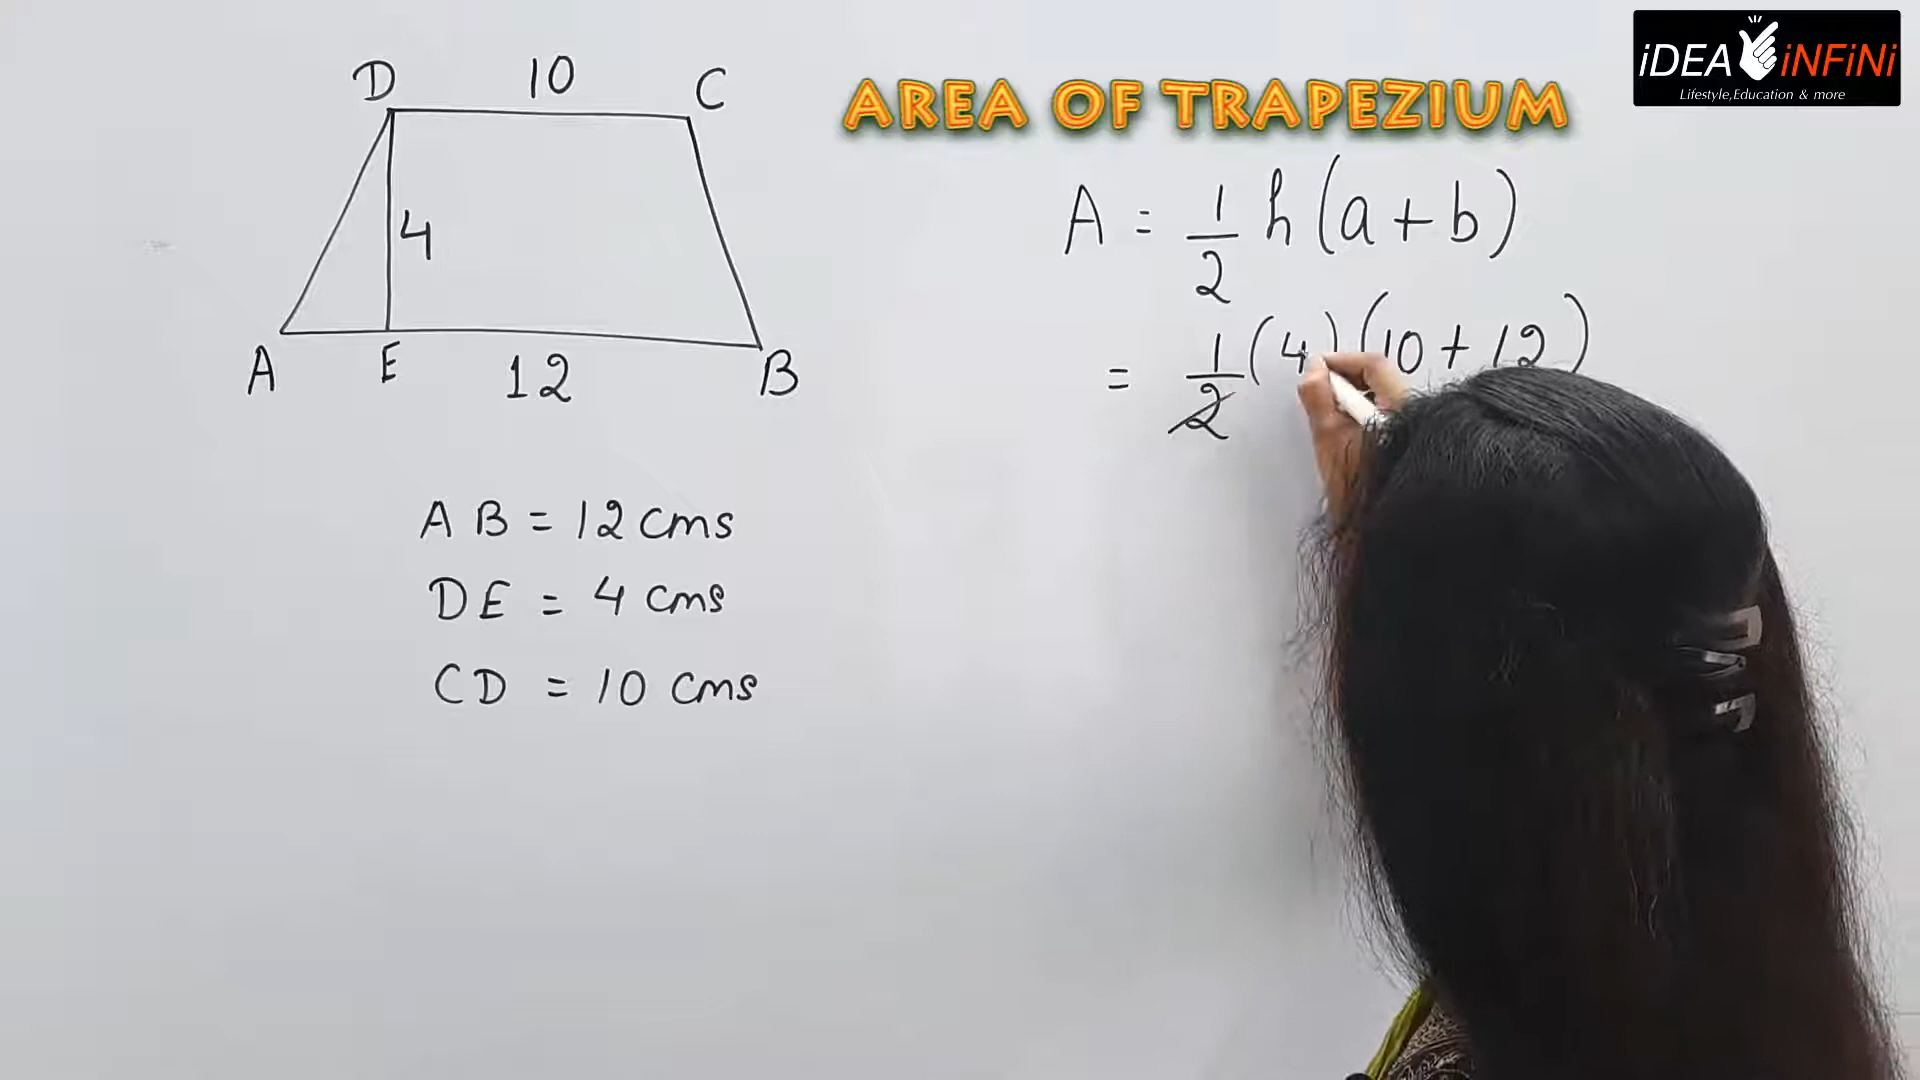 iDEA iNFiNi
Lifestyle,Education & more
AREA OF TRAPEZIUM
D 10 C
4
A E 12 B
A = 1/2 h(a+b)
= 1/2 (4) (10+12)
AB = 12 cms
DE = 4 cms
CD = 10 cms